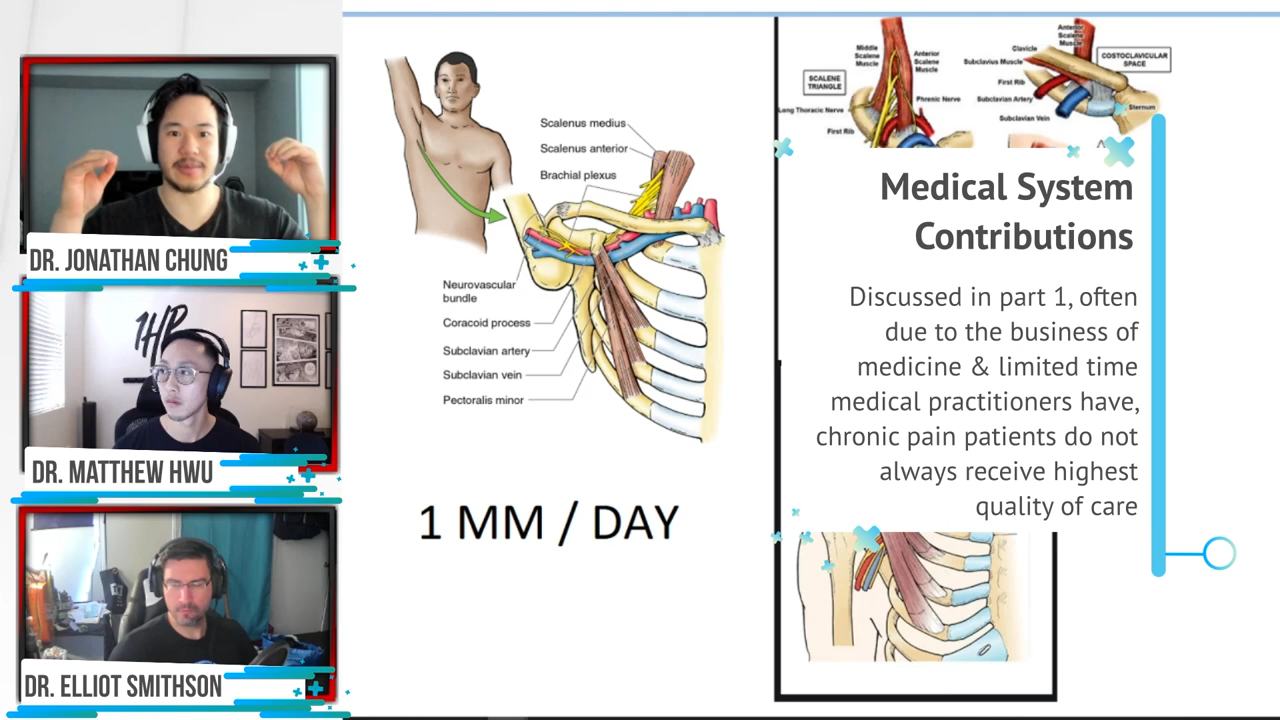 DR. JONATHAN CHUNG
1HP
DR. MATTHEW HWU
DR. ELLIOT SMITHSON
Scalenus medius
Scalenus anterior
Brachial plexus
Neurovascular
bundle
Coracoid process
Subclavian artery
Subclavian vein
Pectoralis minor
1 MM / DAY
Middle
Scalene
Muscle
Anterior
Scalene
Muscle
SCALENE
TRIANGLE
Phrenic Nerve
Long Thoracic Nerve
First Rib
Anterior
Scalene
Muscle
Clavicle
Subclavius Muscle
COSTOCLAVICULAR
SPACE
First Rib
Subclavian Artery
Sternum
Subclavian Vein
Medical System
Contributions
Discussed in part 1, often
due to the business of
medicine & limited time
medical practitioners have,
chronic pain patients do not
always receive highest
quality of care